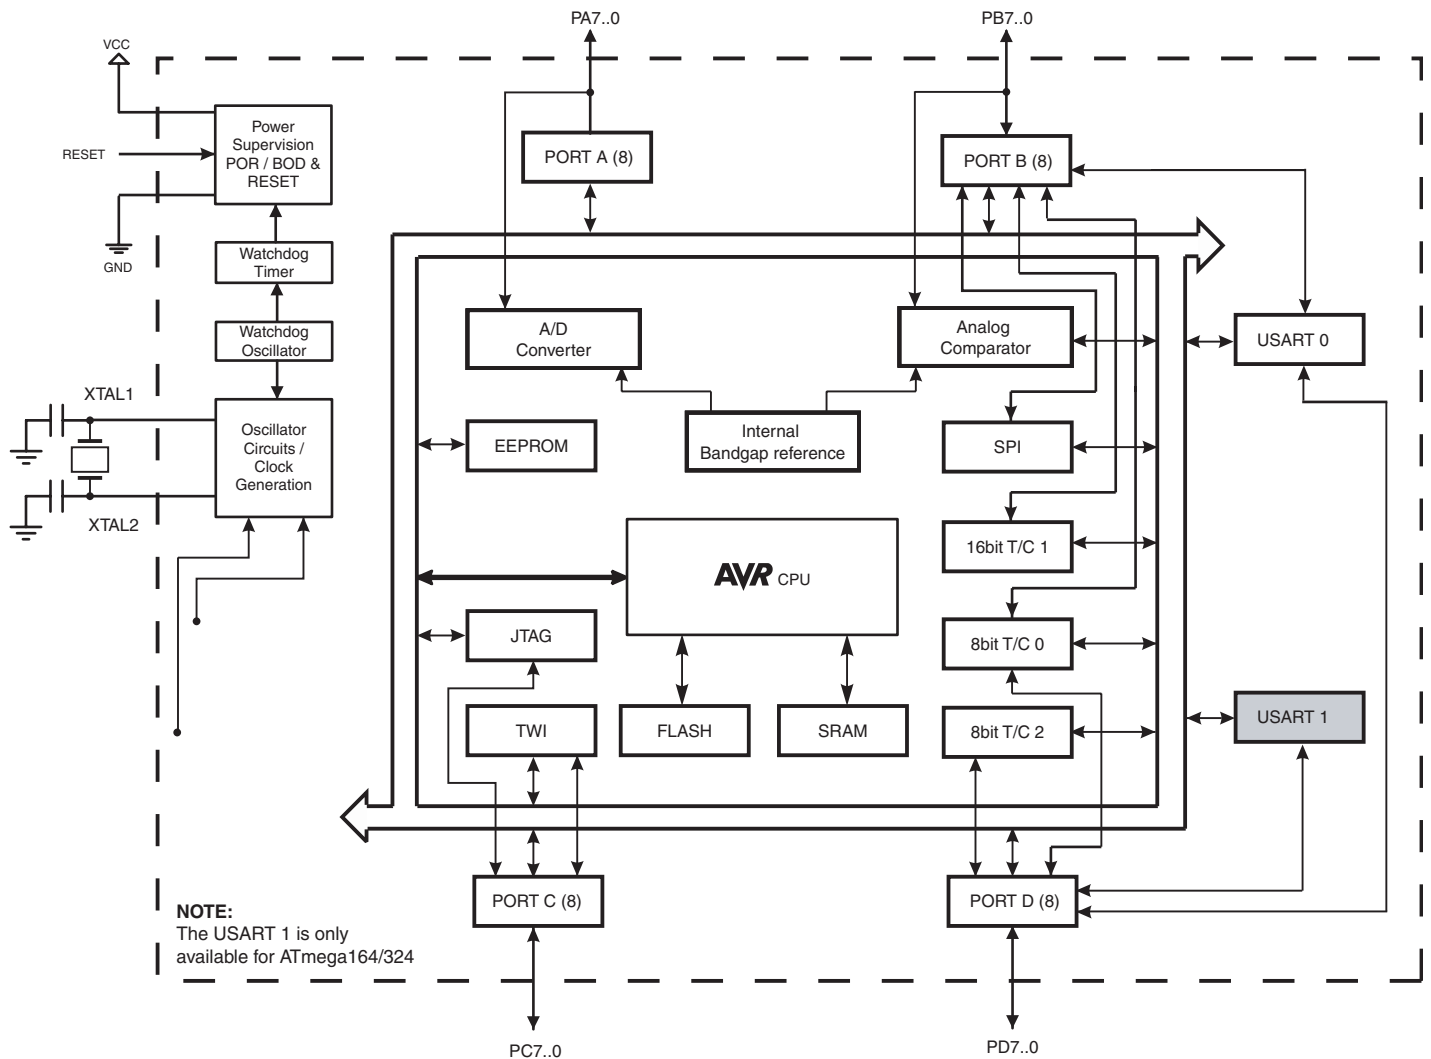 PA7..0
PB7..0
VCC
RESET
GND
Power
Supervision
POR / BOD &
RESET
Watchdog
Timer
Watchdog
Oscillator
XTAL1
XTAL2
Oscillator
Circuits /
Clock
Generation
PORT A (8)
PORT B (8)
A/D
Converter
Analog
Comparator
USART 0
Internal
Bandgap reference
EEPROM
SPI
16bit T/C 1
AVR CPU
JTAG
8bit T/C 0
TWI
FLASH
SRAM
8bit T/C 2
USART 1
PORT C (8)
PORT D (8)
NOTE:
The USART 1 is only
available for ATmega164/324
PC7..0
PD7..0